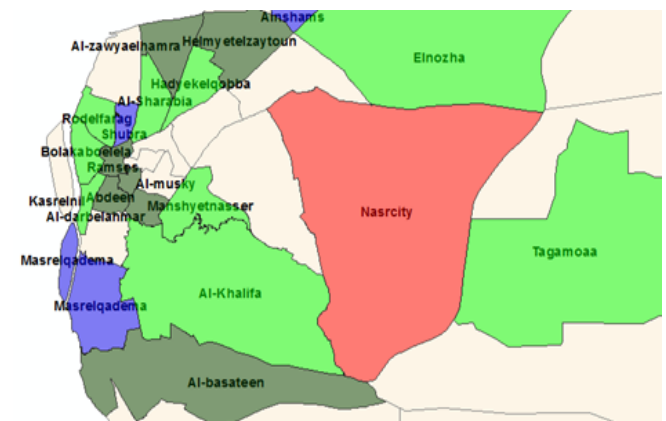 Ainshams
Al-zawyaelhamra
Helmyetelzaytoun
Elnozha
Hadyekelqobba
Al-Sharabia
Rodelfarag
Shubra
Bolakaboelela
Ramses
Al-musky
Kasrelnil
Abdeen
Manshyetnasser
Al-darbelahmar
Nasrcity
Tagamoaa
Masrelqadema
Al-Khalifa
Masrelqadema
Al-basateen